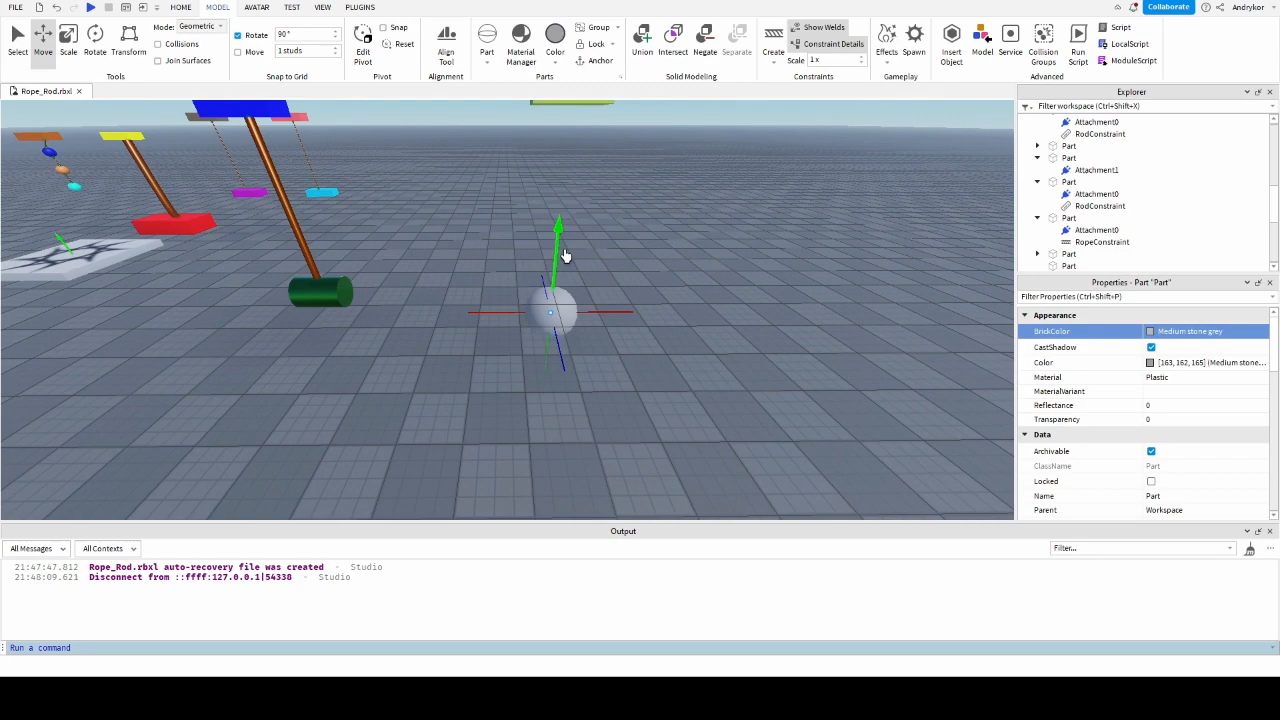 FILE MODEL HOME MODEL AVATAR TEST VIEW PLUGINS Collaborate Andrykor
Select Move Scale Rotate Transform
Mode: Geometric
Collisions
Join Surfaces
Tools
Rotate 90°
Move 1 studs
Snap to Grid
Edit Pivot
Snap
Reset
Pivot
Align Tool
Alignment
Part Material Manager Color
Group
Lock
Anchor
Parts
Union Intersect Negate Separate
Solid Modeling
Create
Show Welds
Constraint Details
Scale 1 x
Constraints
Effects Spawn
Gameplay
Insert Object Model Service Collision Groups Run Script
Script
LocalScript
ModuleScript
Advanced
Rope_Rod.rbxl
Explorer
Filter workspace (Ctrl+Shift+X)
Attachment0
RodConstraint
Part
Part
Attachment1
Part
Attachment0
RodConstraint
Part
Attachment0
RopeConstraint
Part
Part
Properties - Part "Part"
Filter Properties (Ctrl+Shift+P)
Appearance
BrickColor Medium stone grey
CastShadow
Color [163, 162, 165] (Medium stone...
Material Plastic
MaterialVariant
Reflectance 0
Transparency 0
Data
Archivable
ClassName Part
Locked
Name Part
Parent Workspace
Output
All Messages All Contexts Filter...
21:47:47.812 Rope_Rod.rbxl auto-recovery file was created - Studio
21:48:09.621 Disconnect from ::ffff:127.0.0.1|54338 - Studio
Run a command